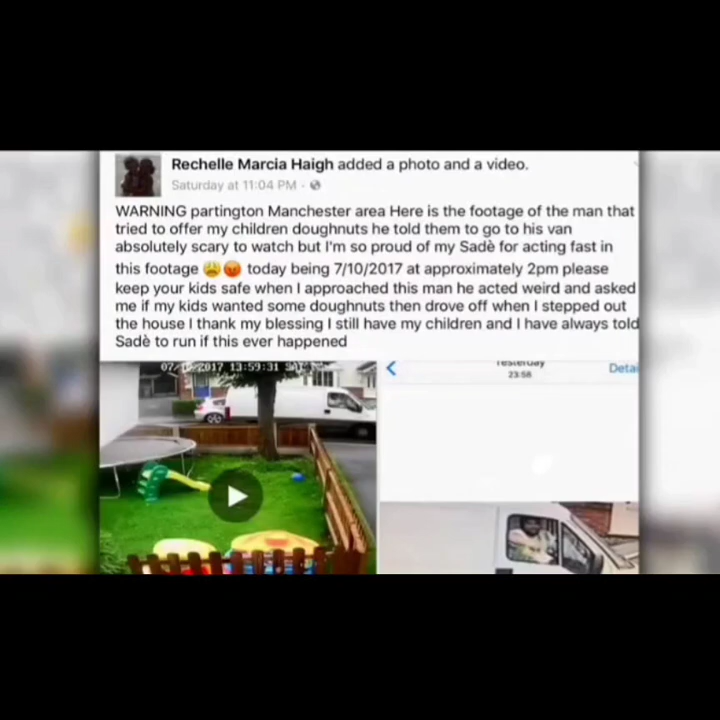 Rechelle Marcia Haigh added a photo and a video.
Saturday at 11:04 PM ·
WARNING partington Manchester area Here is the footage of the man that
tried to offer my children doughnuts he told them to go to his van
absolutely scary to watch but I'm so proud of my Sadè for acting fast in
this footage 😩😡 today being 7/10/2017 at approximately 2pm please
keep your kids safe when I approached this man he acted weird and asked
me if my kids wanted some doughnuts then drove off when I stepped out
the house I thank my blessing I still have my children and I have always told
Sadè to run if this ever happened
2017 13:59:31
Yesterday
Detai
23:58